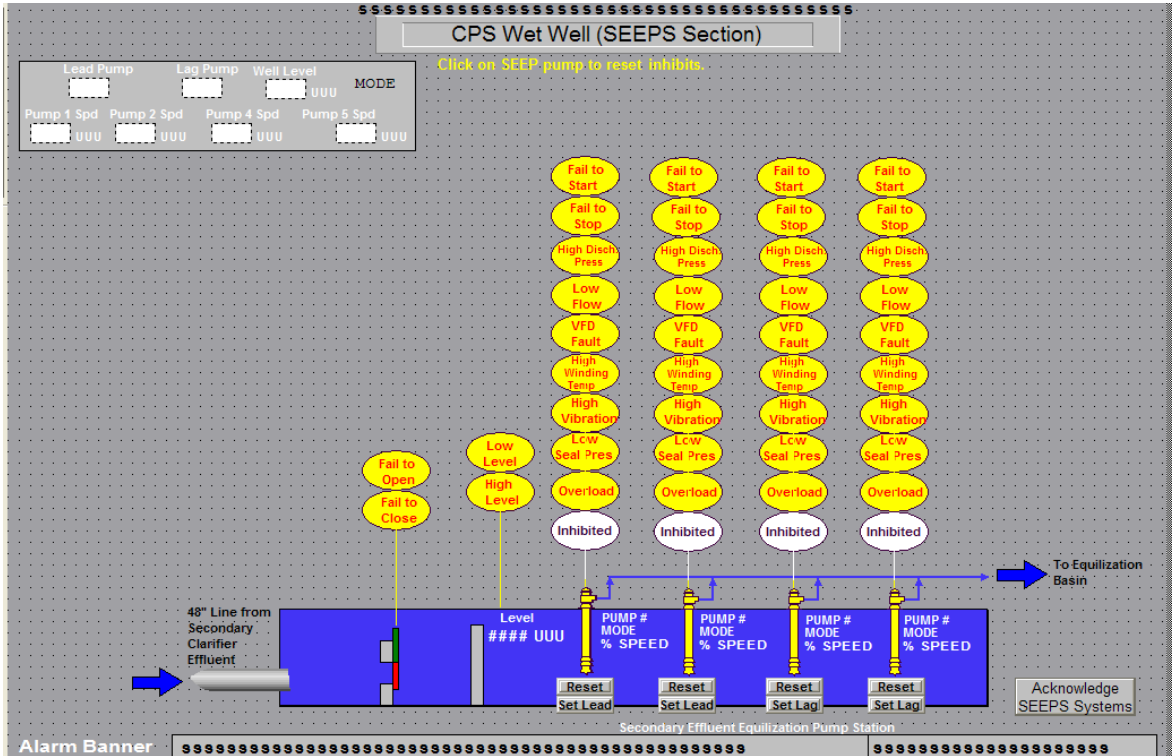 sssssssssssssssssssssssssssssssssssssssssssss
CPS Wet Well (SEEPS Section)
Click on SEEP pump to reset inhibits.
Lead Pump Lag Pump Well Level
UUU MODE
Pump 1 Spd Pump 2 Spd Pump 4 Spd Pump 5 Spd
UUU UUU UUU UUU
Fail to Start Fail to Start Fail to Start Fail to Start
Fail to Stop Fail to Stop Fail to Stop Fail to Stop
High Disch. Press High Disch. Press High Disch. Press High Disch. Press
Low Flow Low Flow Low Flow Low Flow
VFD Fault VFD Fault VFD Fault VFD Fault
High Winding Temp High Winding Temp High Winding Temp High Winding Temp
High Vibration High Vibration High Vibration High Vibration
Low Seal Pres Low Seal Pres Low Seal Pres Low Seal Pres
Overload Overload Overload Overload
Inhibited Inhibited Inhibited Inhibited
Low Level
High Level
Fail to Open
Fail to Close
To Equilization
Basin
48" Line from
Secondary
Clarifier
Effluent
Level
#### UUU
PUMP # PUMP # PUMP # PUMP #
MODE MODE MODE MODE
% SPEED % SPEED % SPEED % SPEED
Reset Reset Reset Reset
Set Lead Set Lead Set Lag Set Lag
Acknowledge
SEEPS Systems
Secondary Effluent Equilization Pump Station
Alarm Banner ssssssssssssssssssssssssssssssssssssssssssssssssss ssssssssssssssssssss